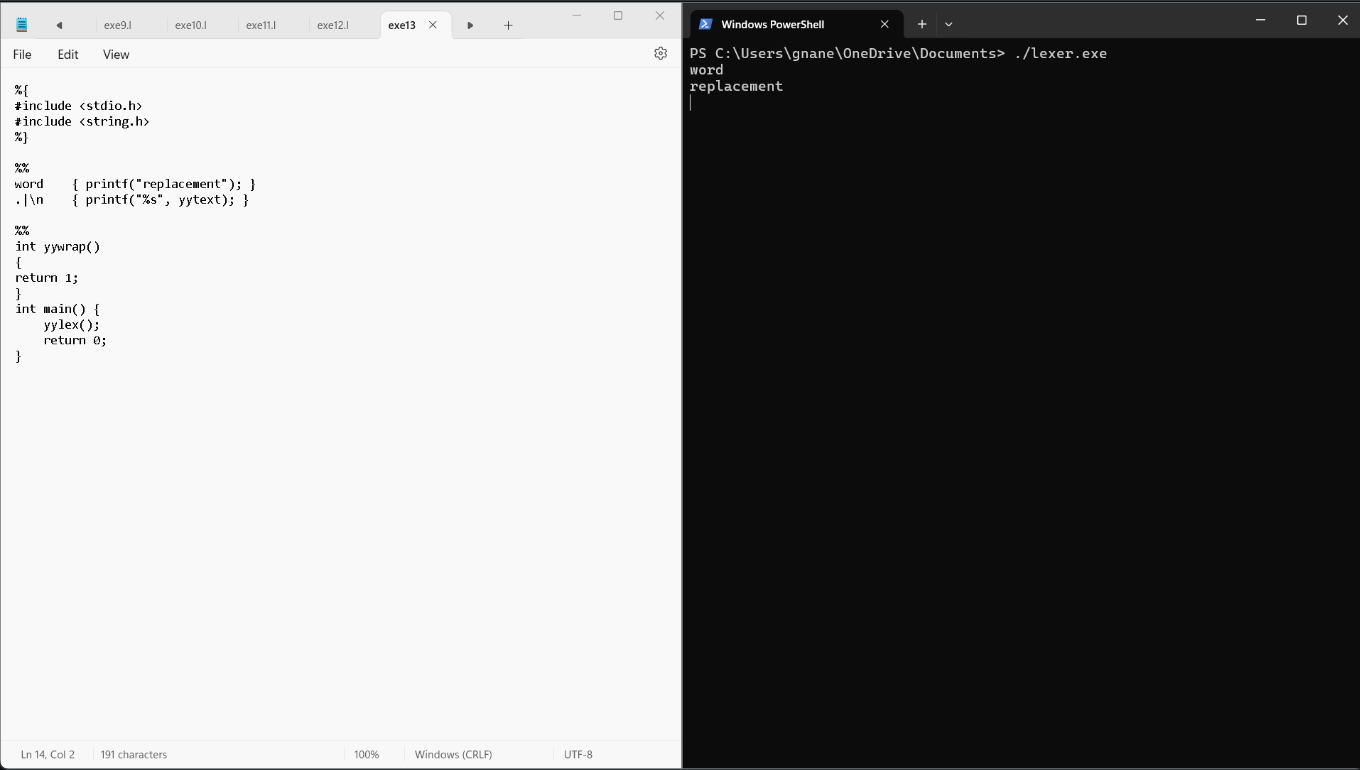 exe9.l exe10.l exe11.l exe12.l exe13
File Edit View
%{
#include <stdio.h>
#include <string.h>
%}
%%
word    { printf("replacement"); }
.|\n    { printf("%s", yytext); }
%%
int yywrap()
{
return 1;
}
int main() {
    yylex();
    return 0;
}
Ln 14, Col 2 191 characters 100% Windows (CRLF) UTF-8
Windows PowerShell
PS C:\Users\gnane\OneDrive\Documents> ./lexer.exe
word
replacement